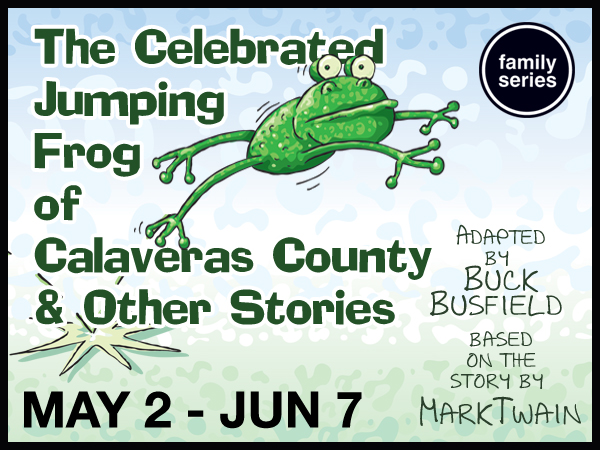 The Celebrated
Jumping
Frog
of
Calaveras County
& Other Stories
family
series
ADAPTED
BY
BUCK
BUSFIELD
BASED
ON THE
STORY BY
MARK TWAIN
MAY 2 - JUN 7